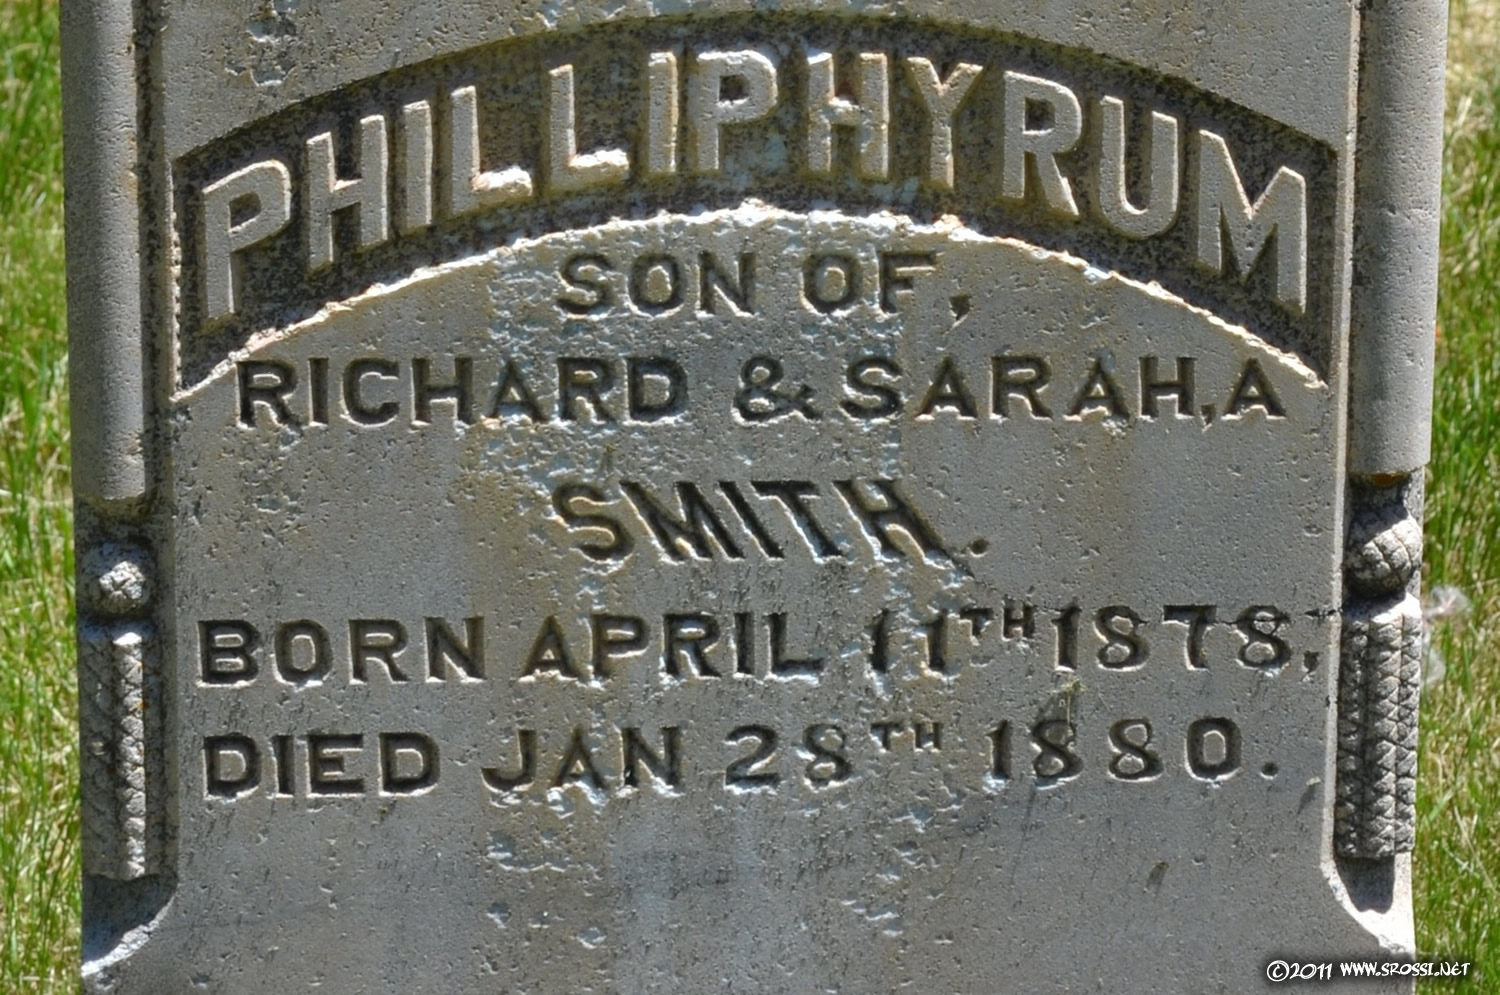 PHILLIPHYRUM
SON OF,
RICHARD & SARAH,A
SMITH.
BORN APRIL 11TH 1878,
DIED JAN 28TH 1880.
©2011 WWW.SROSSI.NET